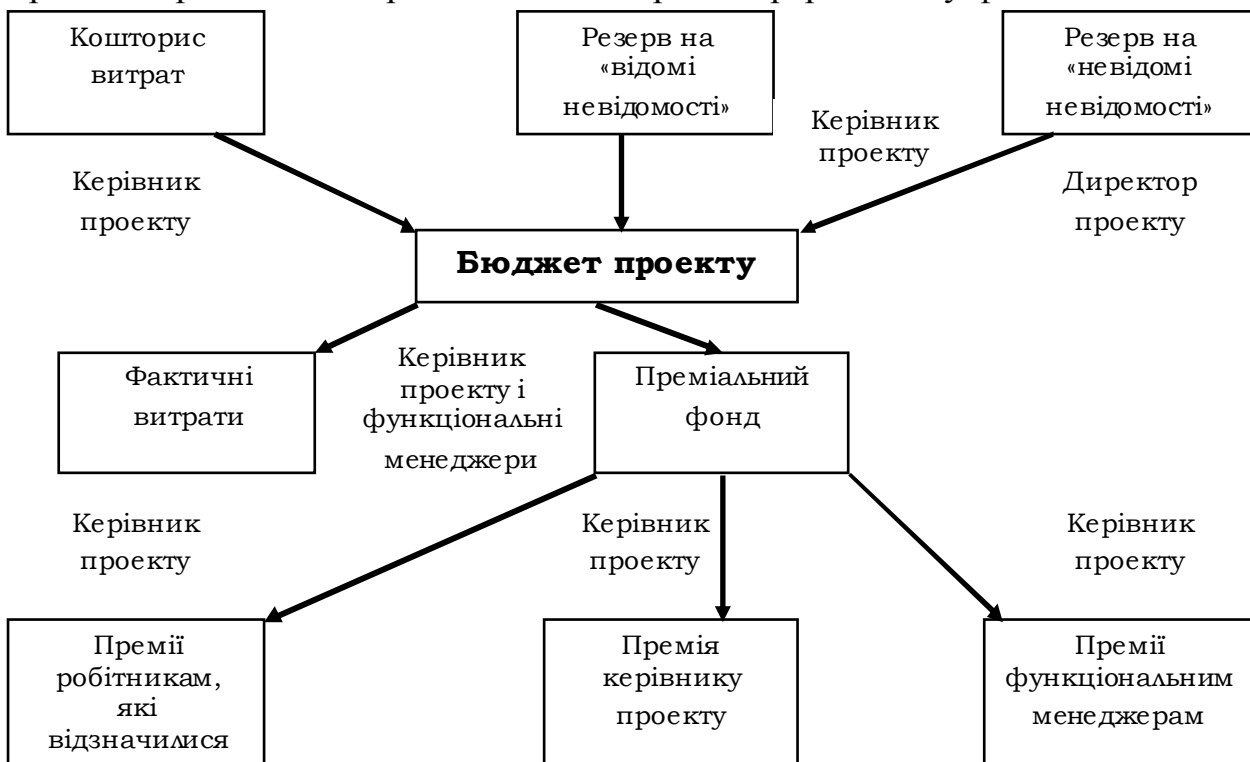 Кошторис
витрат
Резерв на
«відомі
невідомості»
Резерв на
«невідомі
невідомості»
Керівник
проекту
Керівник
проекту
Директор
проекту
Бюджет проекту
Фактичні
витрати
Керівник
проекту і
функціональні
менеджери
Преміальний
фонд
Керівник
проекту
Керівник
проекту
Керівник
проекту
Премії
робітникам,
які
відзначилися
Премія
керівнику
проекту
Премії
функціональним
менеджерам